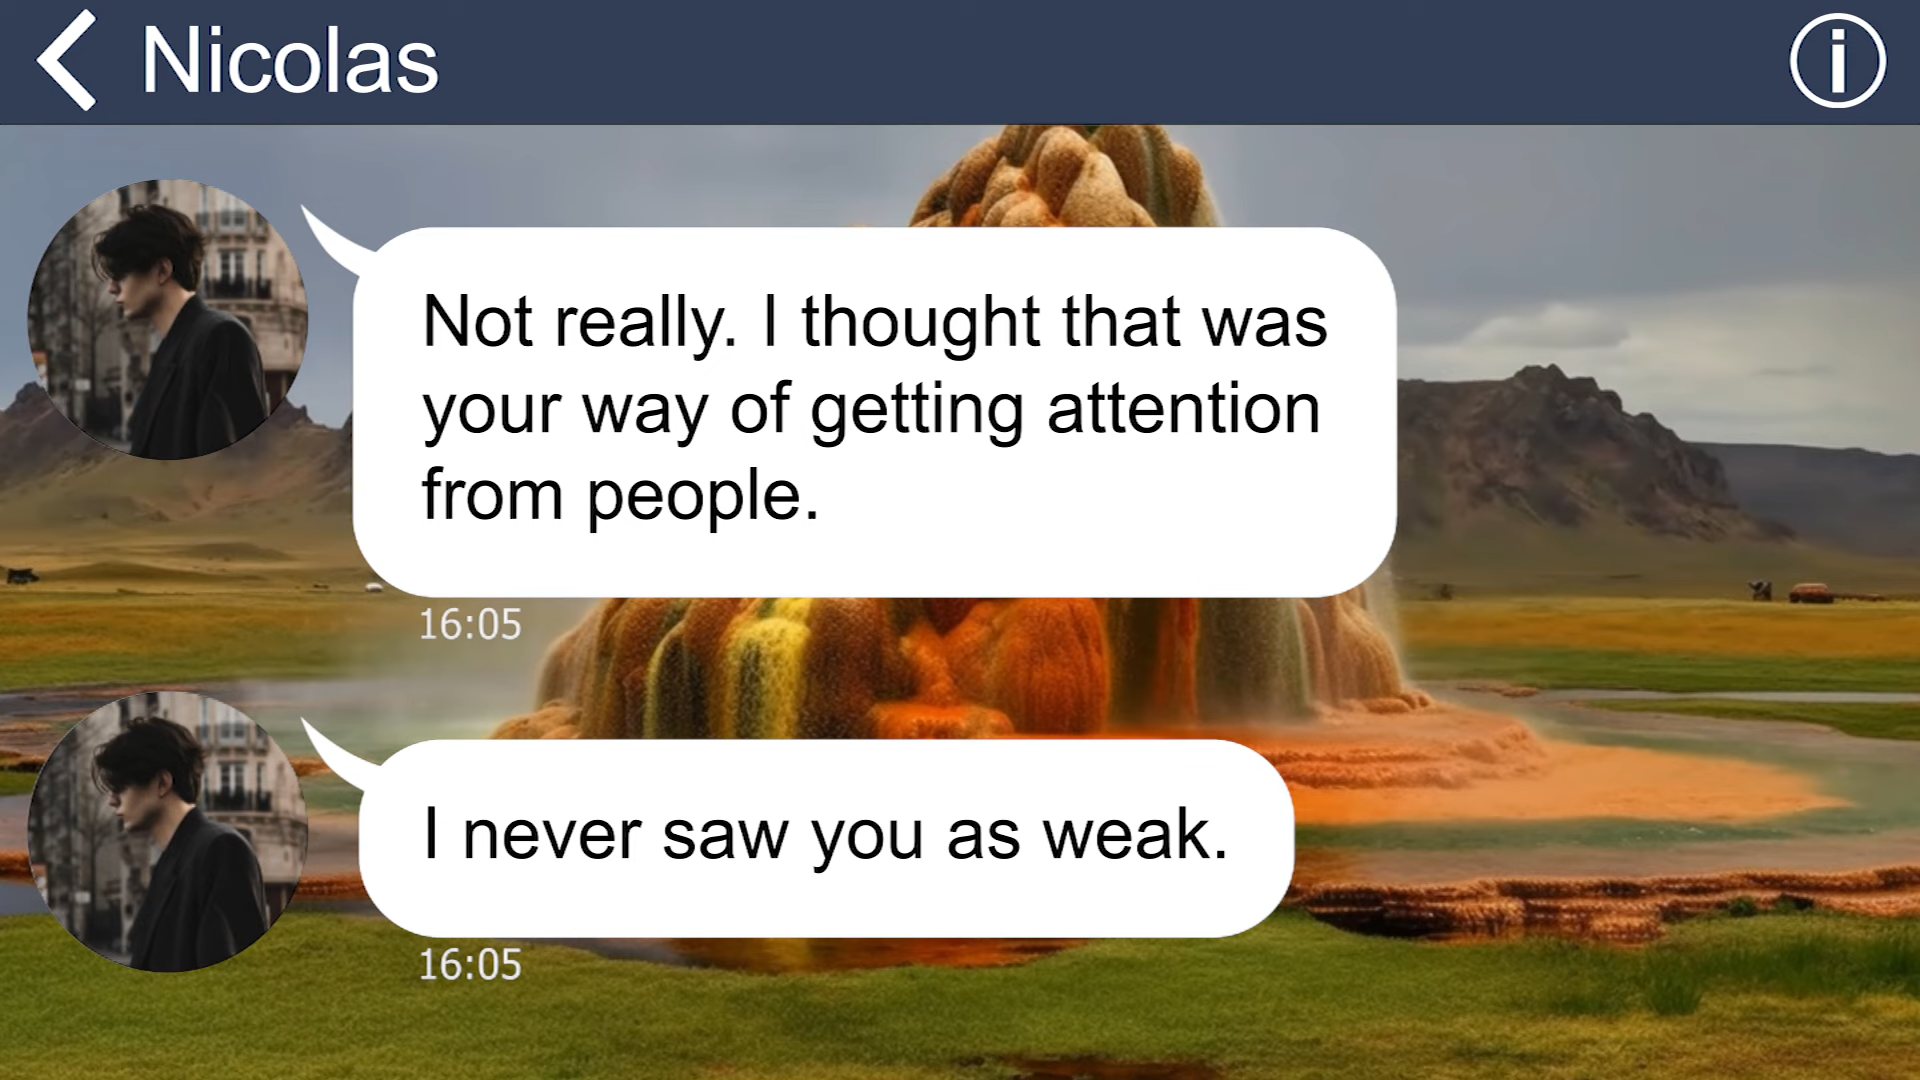 Nicolas
Not really. I thought that was
your way of getting attention
from people.
16:05
I never saw you as weak.
16:05